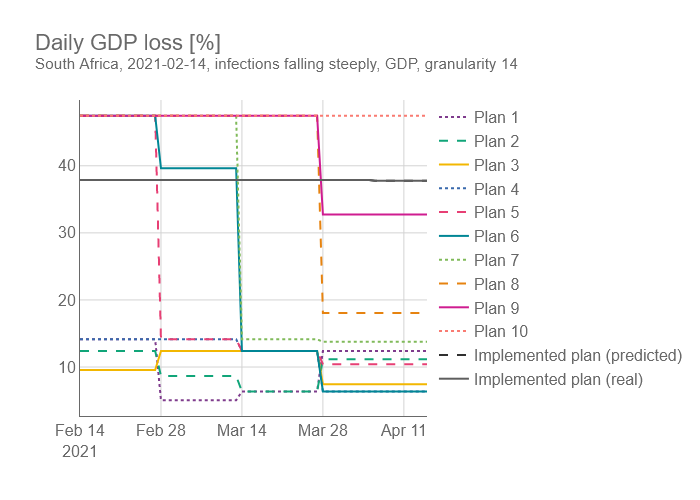 Daily GDP loss [%]
South Africa, 2021-02-14, infections falling steeply, GDP, granularity 14
40
30
20
10
Feb 14
2021
Feb 28
Mar 14
Mar 28
Apr 11
Plan 1
Plan 2
Plan 3
Plan 4
Plan 5
Plan 6
Plan 7
Plan 8
Plan 9
Plan 10
Implemented plan (predicted)
Implemented plan (real)